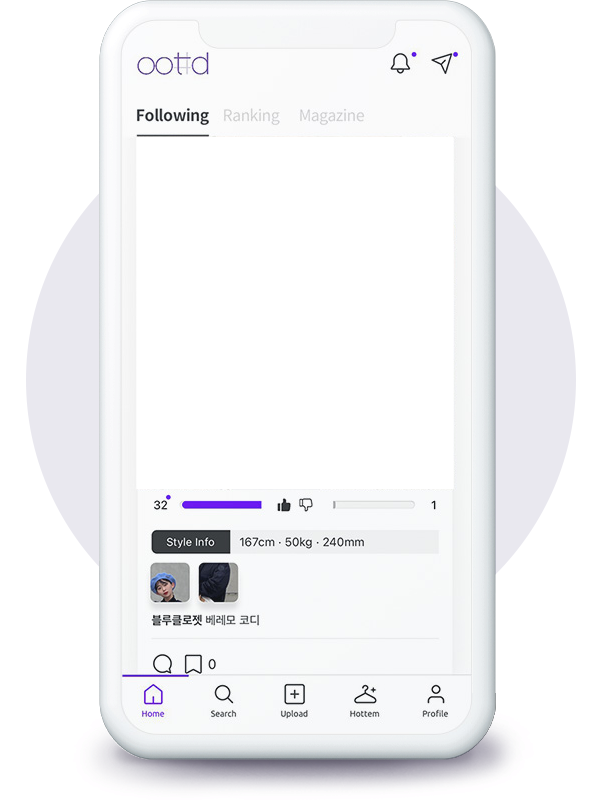 ootd
Following Ranking Magazine
32 1
Style Info 167cm · 50kg · 240mm
블루클로젯 베레모 코디
0
Home Search Upload Hottem Profile